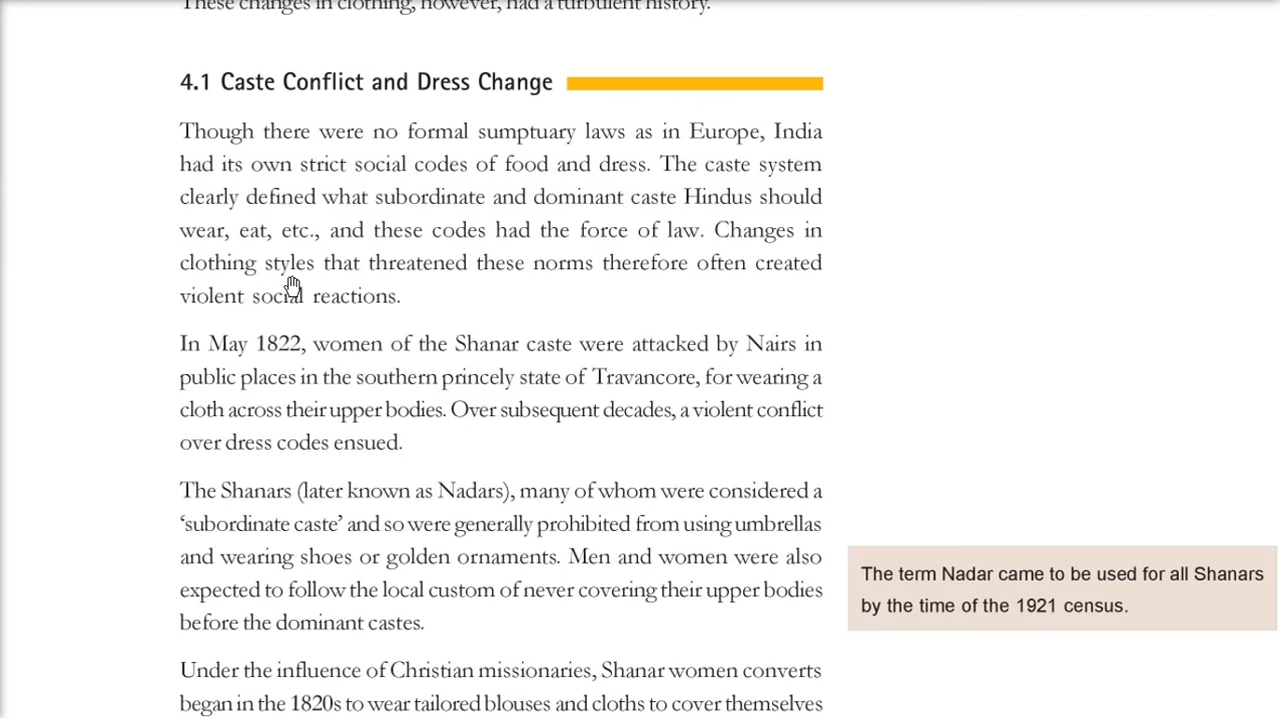 These changes in clothing, however, had a turbulent history.
4.1 Caste Conflict and Dress Change
Though there were no formal sumptuary laws as in Europe, India
had its own strict social codes of food and dress. The caste system
clearly defined what subordinate and dominant caste Hindus should
wear, eat, etc., and these codes had the force of law. Changes in
clothing styles that threatened these norms therefore often created
violent social reactions.
In May 1822, women of the Shanar caste were attacked by Nairs in
public places in the southern princely state of Travancore, for wearing a
cloth across their upper bodies. Over subsequent decades, a violent conflict
over dress codes ensued.
The Shanars (later known as Nadars), many of whom were considered a
‘subordinate caste’ and so were generally prohibited from using umbrellas
and wearing shoes or golden ornaments. Men and women were also
expected to follow the local custom of never covering their upper bodies
before the dominant castes.
The term Nadar came to be used for all Shanars
by the time of the 1921 census.
Under the influence of Christian missionaries, Shanar women converts
began in the 1820s to wear tailored blouses and cloths to cover themselves